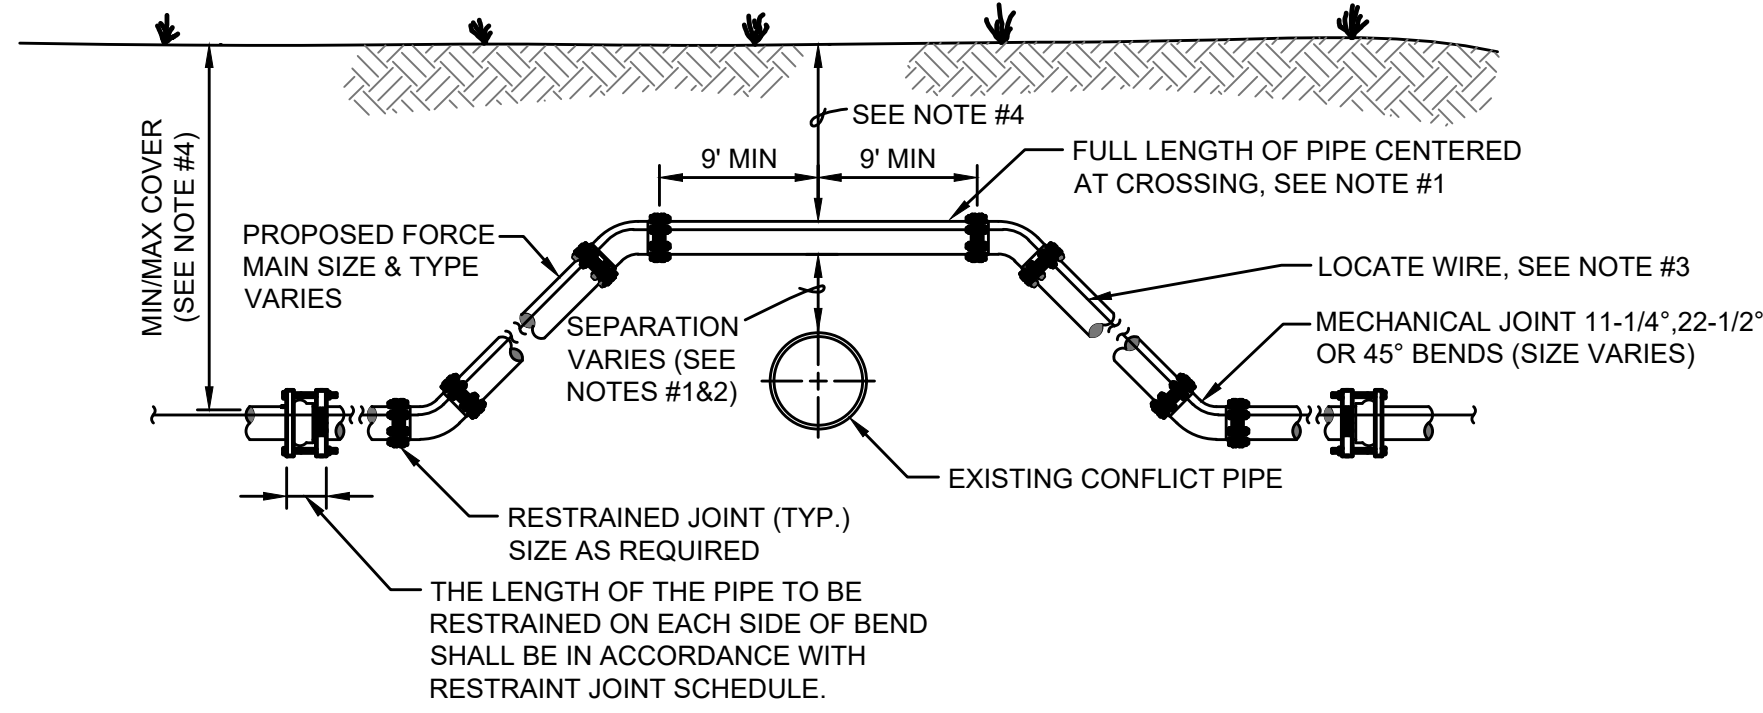 SEE NOTE #4
9' MIN
9' MIN
FULL LENGTH OF PIPE CENTERED
AT CROSSING, SEE NOTE #1
MIN/MAX COVER
(SEE NOTE #4)
PROPOSED FORCE
MAIN SIZE & TYPE
VARIES
LOCATE WIRE, SEE NOTE #3
SEPARATION
VARIES (SEE
NOTES #1&2)
MECHANICAL JOINT 11-1/4°,22-1/2°
OR 45° BENDS (SIZE VARIES)
EXISTING CONFLICT PIPE
RESTRAINED JOINT (TYP.)
SIZE AS REQUIRED
THE LENGTH OF THE PIPE TO BE
RESTRAINED ON EACH SIDE OF BEND
SHALL BE IN ACCORDANCE WITH
RESTRAINT JOINT SCHEDULE.